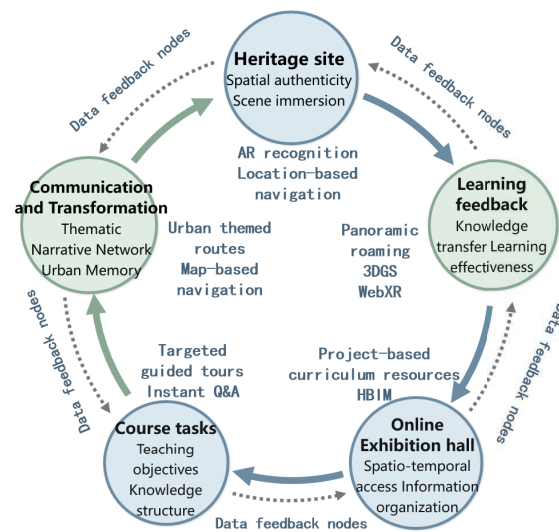 Data feedback nodes
Heritage site
Spatial authenticity
Scene immersion
Data feedback nodes
AR recognition
Location-based
navigation
Communication
and Transformation
Thematic
Narrative Network
Urban Memory
Urban themed
routes
Map-based
navigation
Panoramic
roaming
3DGS
WebXR
Learning
feedback
Knowledge
transfer Learning
effectiveness
Data feedback nodes
Targeted
guided tours
Instant Q&A
Project-based
curriculum resources
HBIM
Data feedback nodes
Course tasks
Teaching
objectives
Knowledge
structure
Online
Exhibition hall
Spatio-temporal
access Information
organization
Data feedback nodes